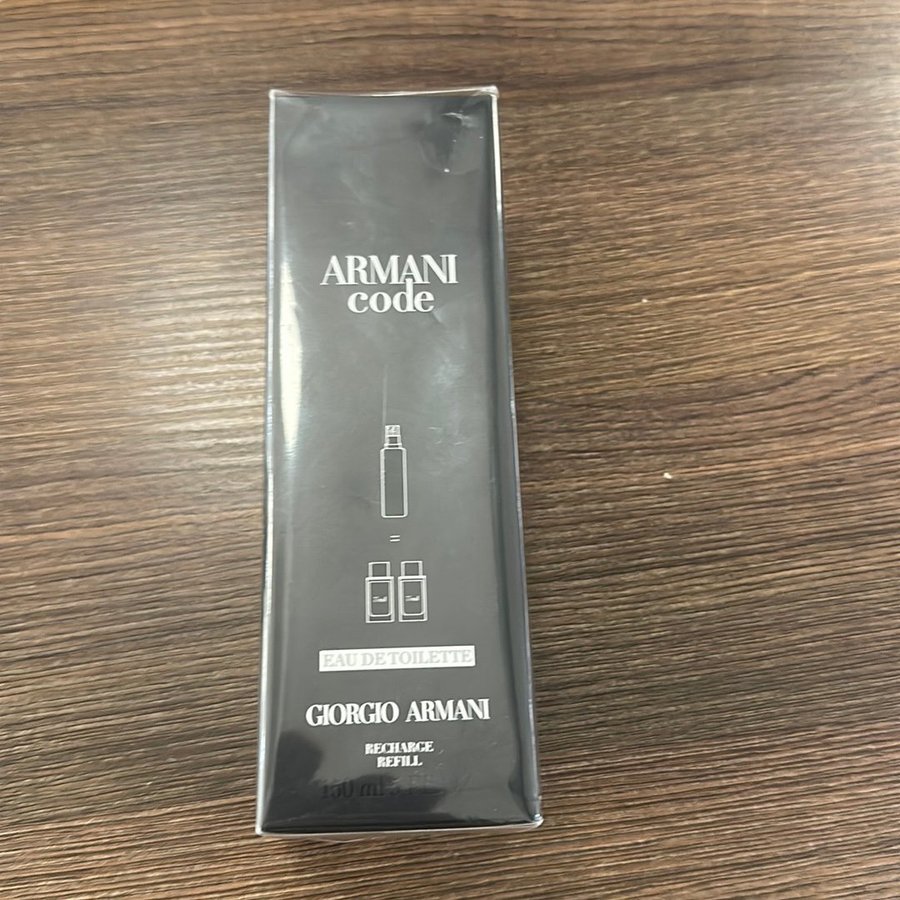 ARMANI
code
=
EAU DE TOILETTE
GIORGIO ARMANI
RECHARGE
REFILL